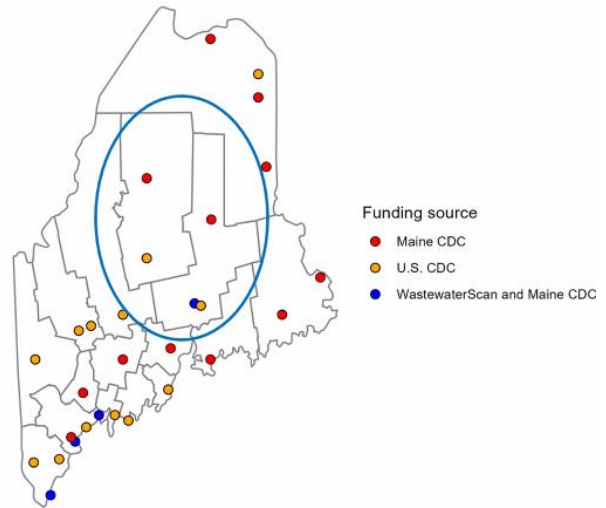 Funding source
Maine CDC
U.S. CDC
WastewaterScan and Maine CDC